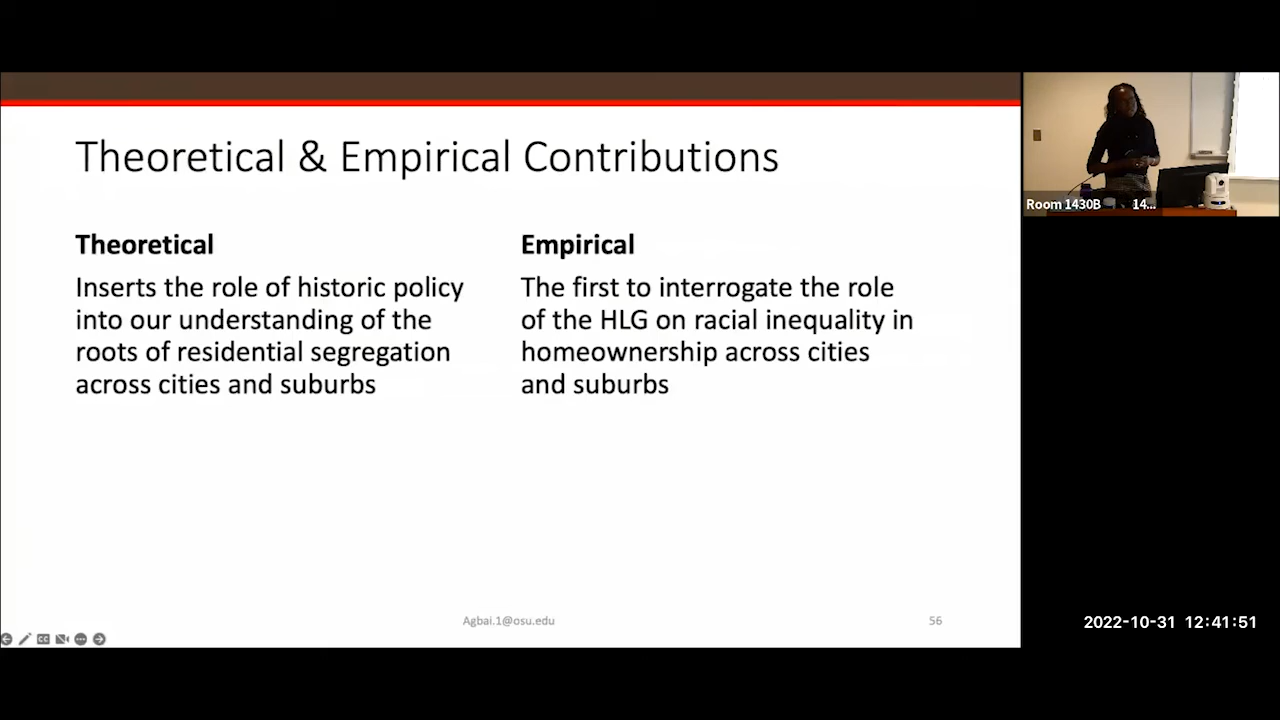 Theoretical & Empirical Contributions
Theoretical
Inserts the role of historic policy
into our understanding of the
roots of residential segregation
across cities and suburbs
Empirical
The first to interrogate the role
of the HLG on racial inequality in
homeownership across cities
and suburbs
Agbai.1@osu.edu
56
CC
Room 1430B 14...
2022-10-31 12:41:51